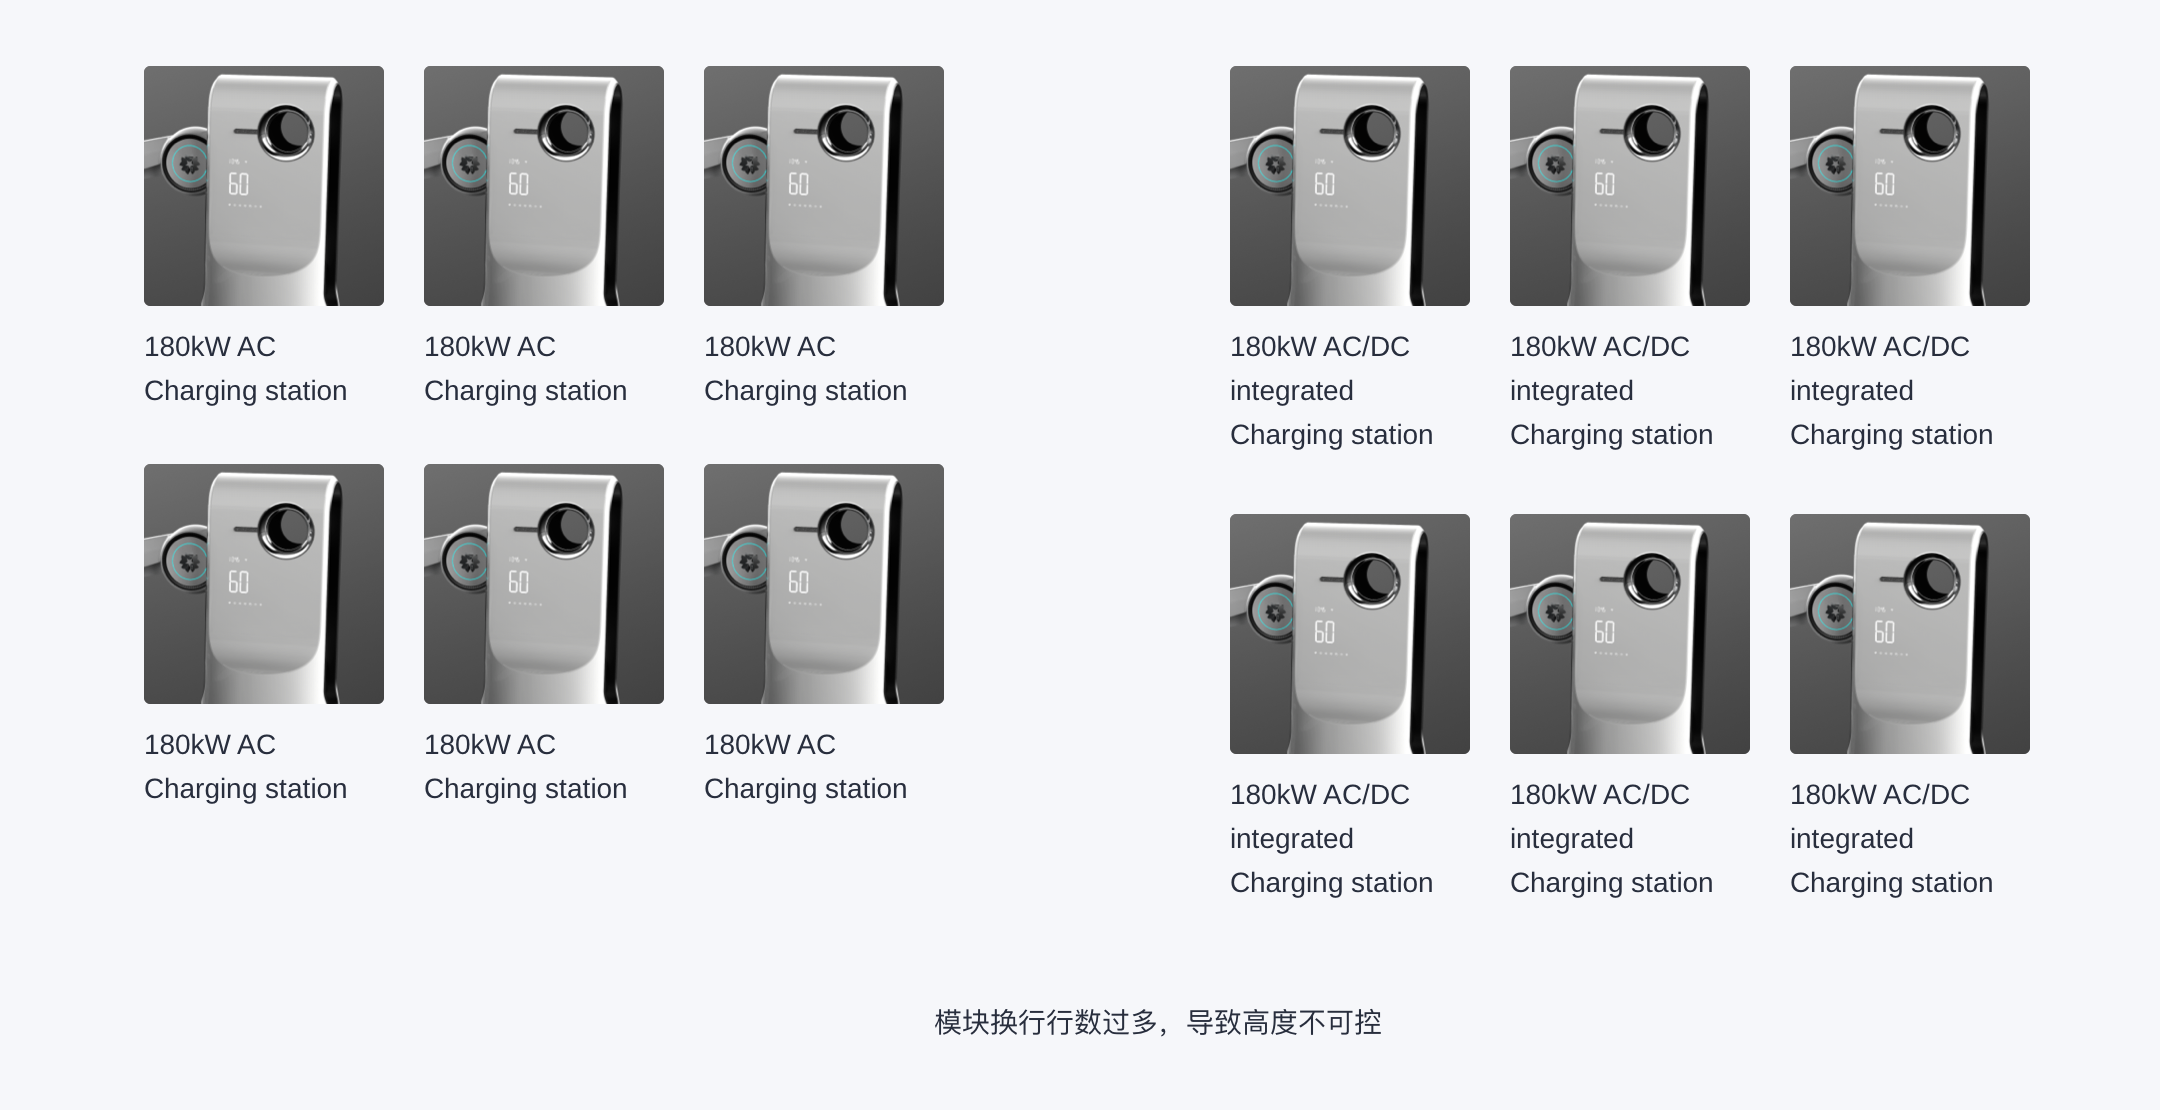 60
60
60
60
60
60
180kW AC
Charging station
180kW AC
Charging station
180kW AC
Charging station
180kW AC/DC
integrated
Charging station
180kW AC/DC
integrated
Charging station
180kW AC/DC
integrated
Charging station
60
60
60
60
60
60
180kW AC
Charging station
180kW AC
Charging station
180kW AC
Charging station
180kW AC/DC
integrated
Charging station
180kW AC/DC
integrated
Charging station
180kW AC/DC
integrated
Charging station
模块换行行数过多，导致高度不可控